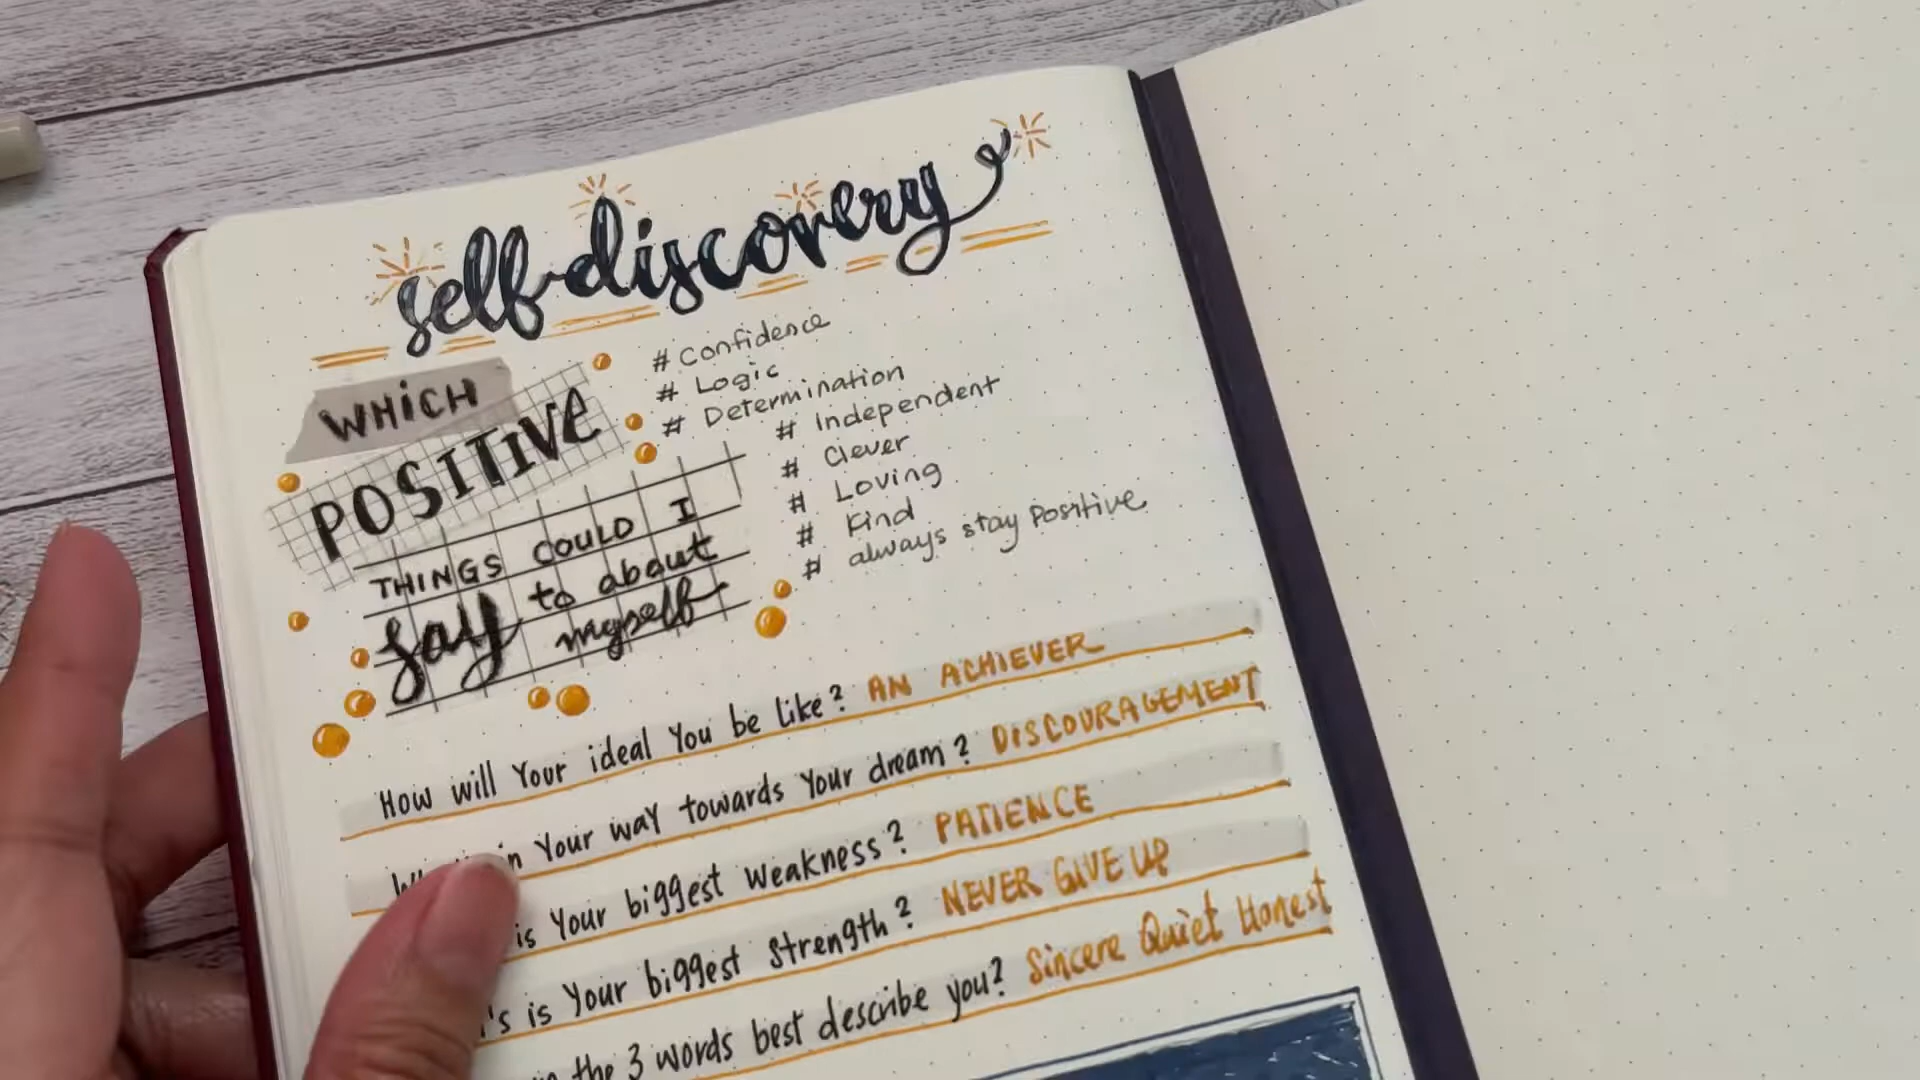 self-discovery
WHICH
POSITIVE
THINGS COULD I
say to about
myself
# Confidence
# Logic
# Determination
# Independent
# Clever
# Loving
# Kind
# always stay positive
How will Your ideal You be like? AN ACHIEVER
in Your way towards Your dream? DISCOURAGEMENT
is Your biggest weakness? PATIENCE
is Your biggest strength? NEVER GIVE UP
the 3 words best describe you? Sincere Quiet Honest